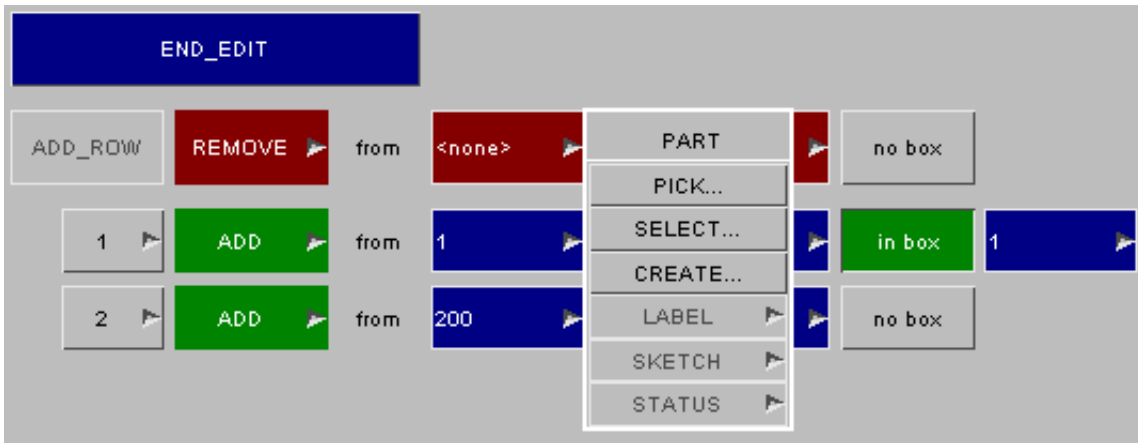 END_EDIT
ADD_ROW REMOVE from <none> PART no box
PICK...
1 ADD from 1 SELECT... in box 1
CREATE...
2 ADD from 200 LABEL no box
SKETCH
STATUS